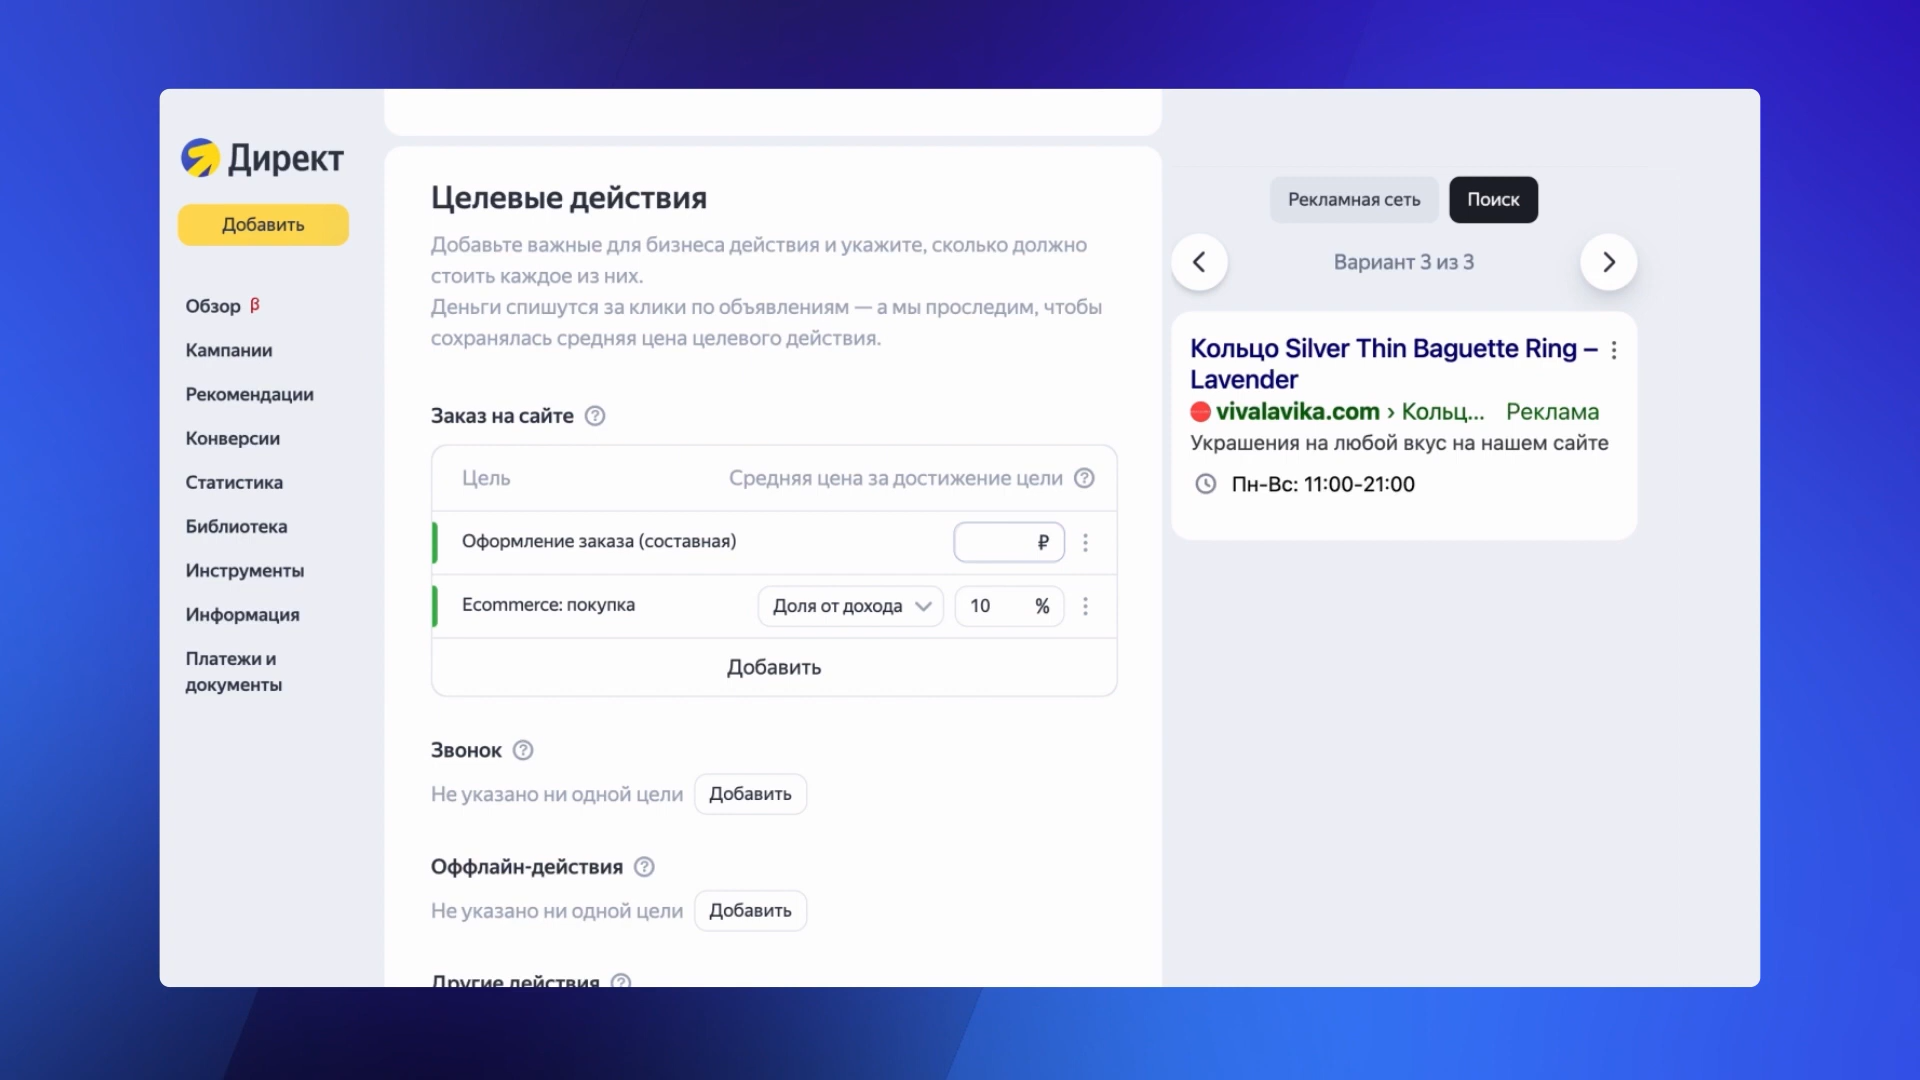 Директ
Добавить
Обзор β
Кампании
Рекомендации
Конверсии
Статистика
Библиотека
Инструменты
Информация
Платежи и
документы
Целевые действия
Добавьте важные для бизнеса действия и укажите, сколько должно
стоить каждое из них.
Деньги спишутся за клики по объявлениям — а мы проследим, чтобы
сохранялась средняя цена целевого действия.
Заказ на сайте ?
Цель Средняя цена за достижение цели ?
Оформление заказа (составная) ₽
Ecommerce: покупка Доля от дохода 10 %
Добавить
Звонок ?
Не указано ни одной цели Добавить
Оффлайн-действия ?
Не указано ни одной цели Добавить
Другие действия ?
Рекламная сеть Поиск
Вариант 3 из 3
Кольцо Silver Thin Baguette Ring –
Lavender
vivalavika.com › Кольц... Реклама
Украшения на любой вкус на нашем сайте
Пн-Вс: 11:00-21:00